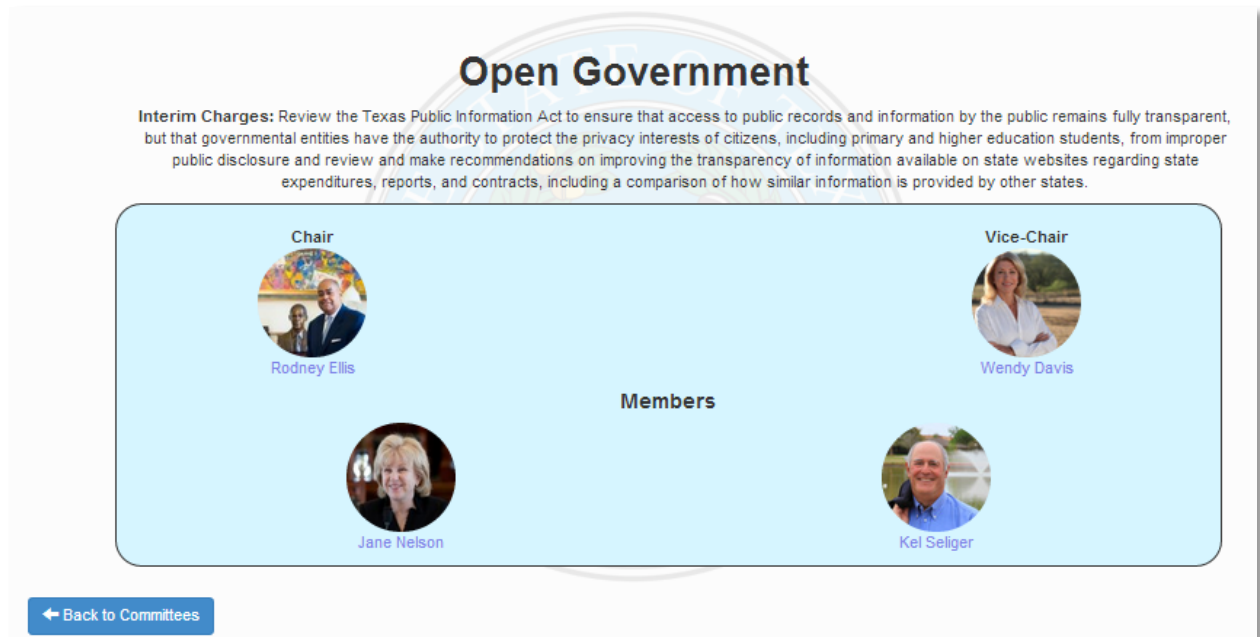 Open Government
Interim Charges: Review the Texas Public Information Act to ensure that access to public records and information by the public remains fully transparent,
but that governmental entities have the authority to protect the privacy interests of citizens, including primary and higher education students, from improper
public disclosure and review and make recommendations on improving the transparency of information available on state websites regarding state
expenditures, reports, and contracts, including a comparison of how similar information is provided by other states.
Chair
Vice-Chair
Rodney Ellis
Wendy Davis
Members
Jane Nelson
Kel Seliger
Back to Committees